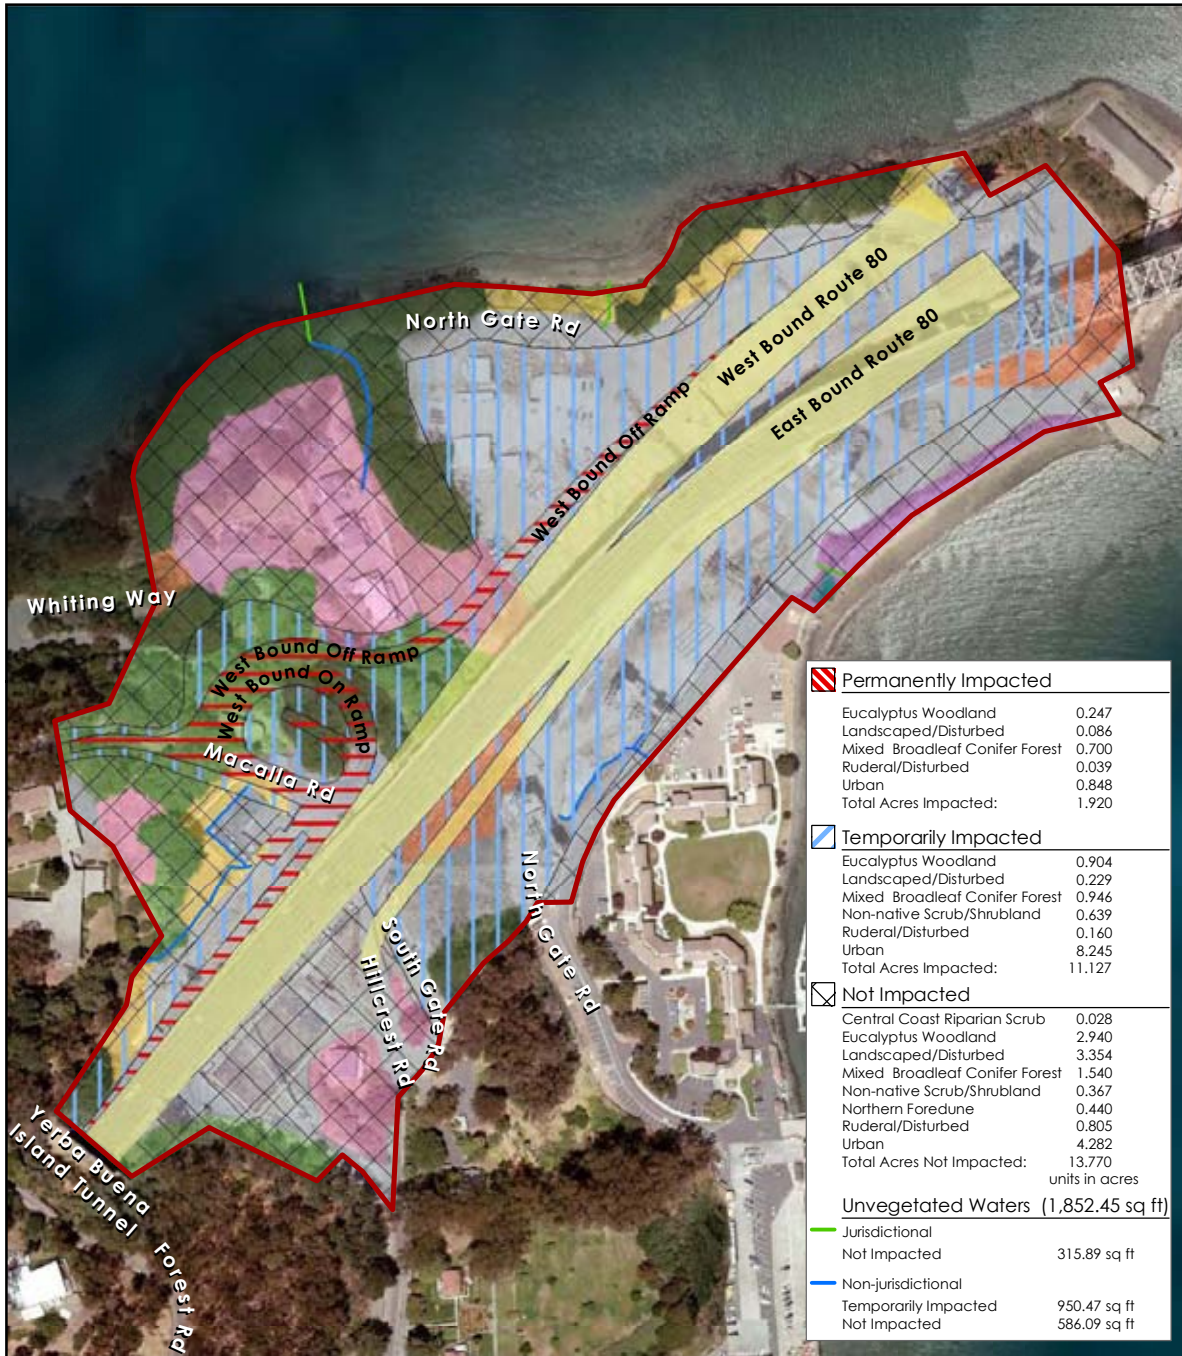 North Gate Rd
West Bound Route 80
East Bound Route 80
West Bound Off Ramp
Whiting Way
West Bound Off Ramp
West Bound On Ramp
Macalla Rd
North Gate Rd
South Gate Rd
Hillcrest Rd
Yerba Buena
Island Tunnel
Forest Rd
Permanently Impacted
Eucalyptus Woodland 0.247
Landscaped/Disturbed 0.086
Mixed Broadleaf Conifer Forest 0.700
Ruderal/Disturbed 0.039
Urban 0.848
Total Acres Impacted: 1.920
Temporarily Impacted
Eucalyptus Woodland 0.904
Landscaped/Disturbed 0.229
Mixed Broadleaf Conifer Forest 0.946
Non-native Scrub/Shrubland 0.639
Ruderal/Disturbed 0.160
Urban 8.245
Total Acres Impacted: 11.127
Not Impacted
Central Coast Riparian Scrub 0.028
Eucalyptus Woodland 2.940
Landscaped/Disturbed 3.354
Mixed Broadleaf Conifer Forest 1.540
Non-native Scrub/Shrubland 0.367
Northern Foredune 0.440
Ruderal/Disturbed 0.805
Urban 4.282
Total Acres Not Impacted: 13.770
units in acres
Unvegetated Waters (1,852.45 sq ft)
Jurisdictional
Not Impacted 315.89 sq ft
Non-jurisdictional
Temporarily Impacted 950.47 sq ft
Not Impacted 586.09 sq ft